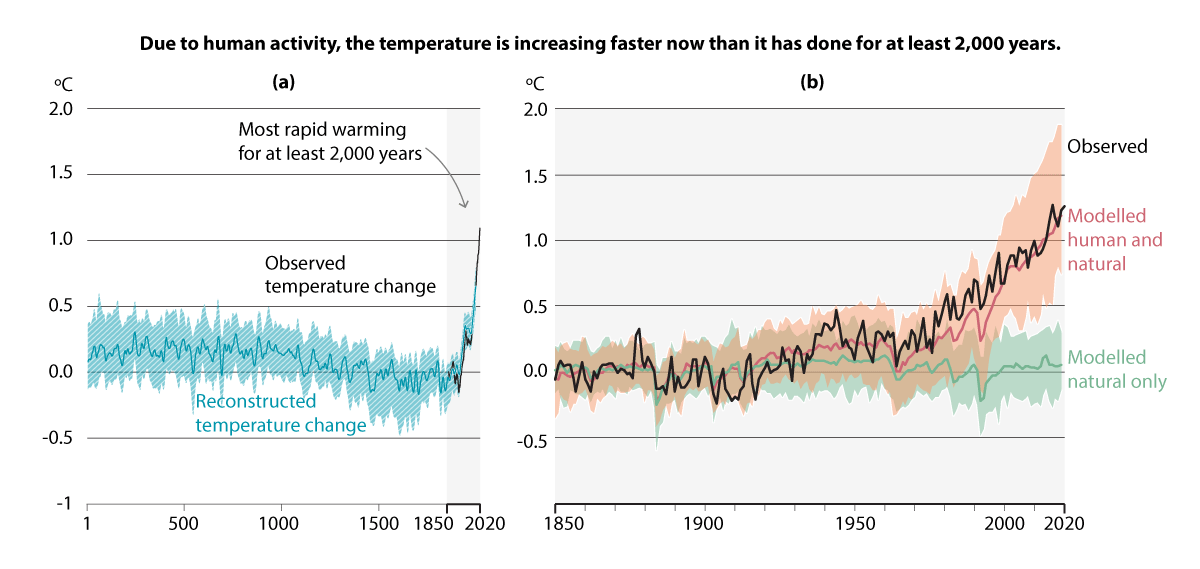 Due to human activity, the temperature is increasing faster now than it has done for at least 2,000 years.
(a)
ºC
2.0
1.5
1.0
0.5
0.0
-0.5
-1
Most rapid warming
for at least 2,000 years
Observed
temperature change
Reconstructed
temperature change
1 500 1000 1500 1850 2020
(b)
ºC
2.0
1.5
1.0
0.5
0.0
-0.5
Observed
Modelled
human and
natural
Modelled
natural only
1850 1900 1950 2000 2020